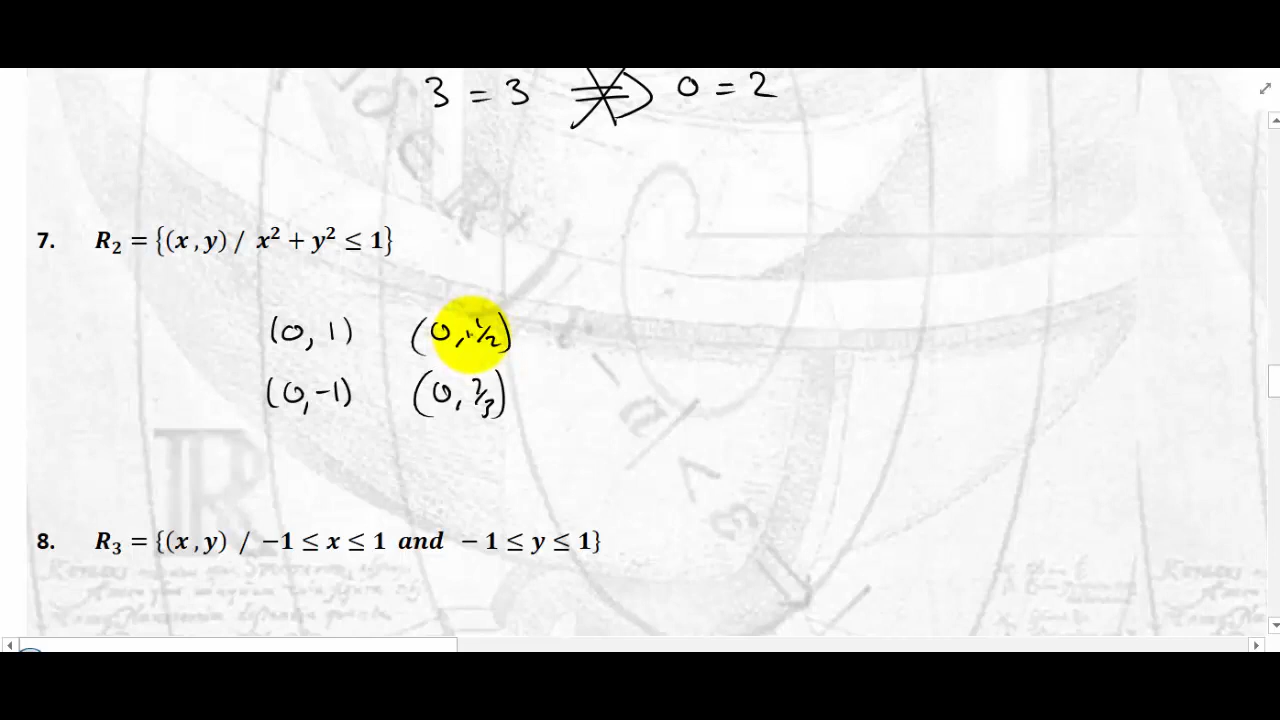 3 = 3 ⇏ 0 = 2
7. R₂ = {(x , y) / x² + y² ≤ 1}
(0, 1) (0, 1/2)
(0, -1) (0, 2/3)
8. R₃ = {(x , y) / −1 ≤ x ≤ 1 and − 1 ≤ y ≤ 1}